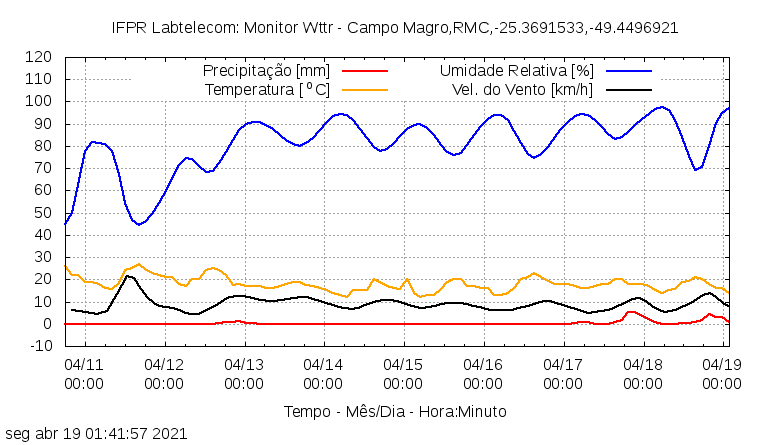 IFPR Labtelecom: Monitor Wttr - Campo Magro,RMC,-25.3691533,-49.4496921
Precipitação [mm]
Temperatura [⁰C]
Umidade Relativa [%]
Vel. do Vento [km/h]
120
110
100
90
80
70
60
50
40
30
20
10
0
-10
04/11 04/12 04/13 04/14 04/15 04/16 04/17 04/18 04/19
00:00 00:00 00:00 00:00 00:00 00:00 00:00 00:00 00:00
Tempo - Mês/Dia - Hora:Minuto
seg abr 19 01:41:57 2021